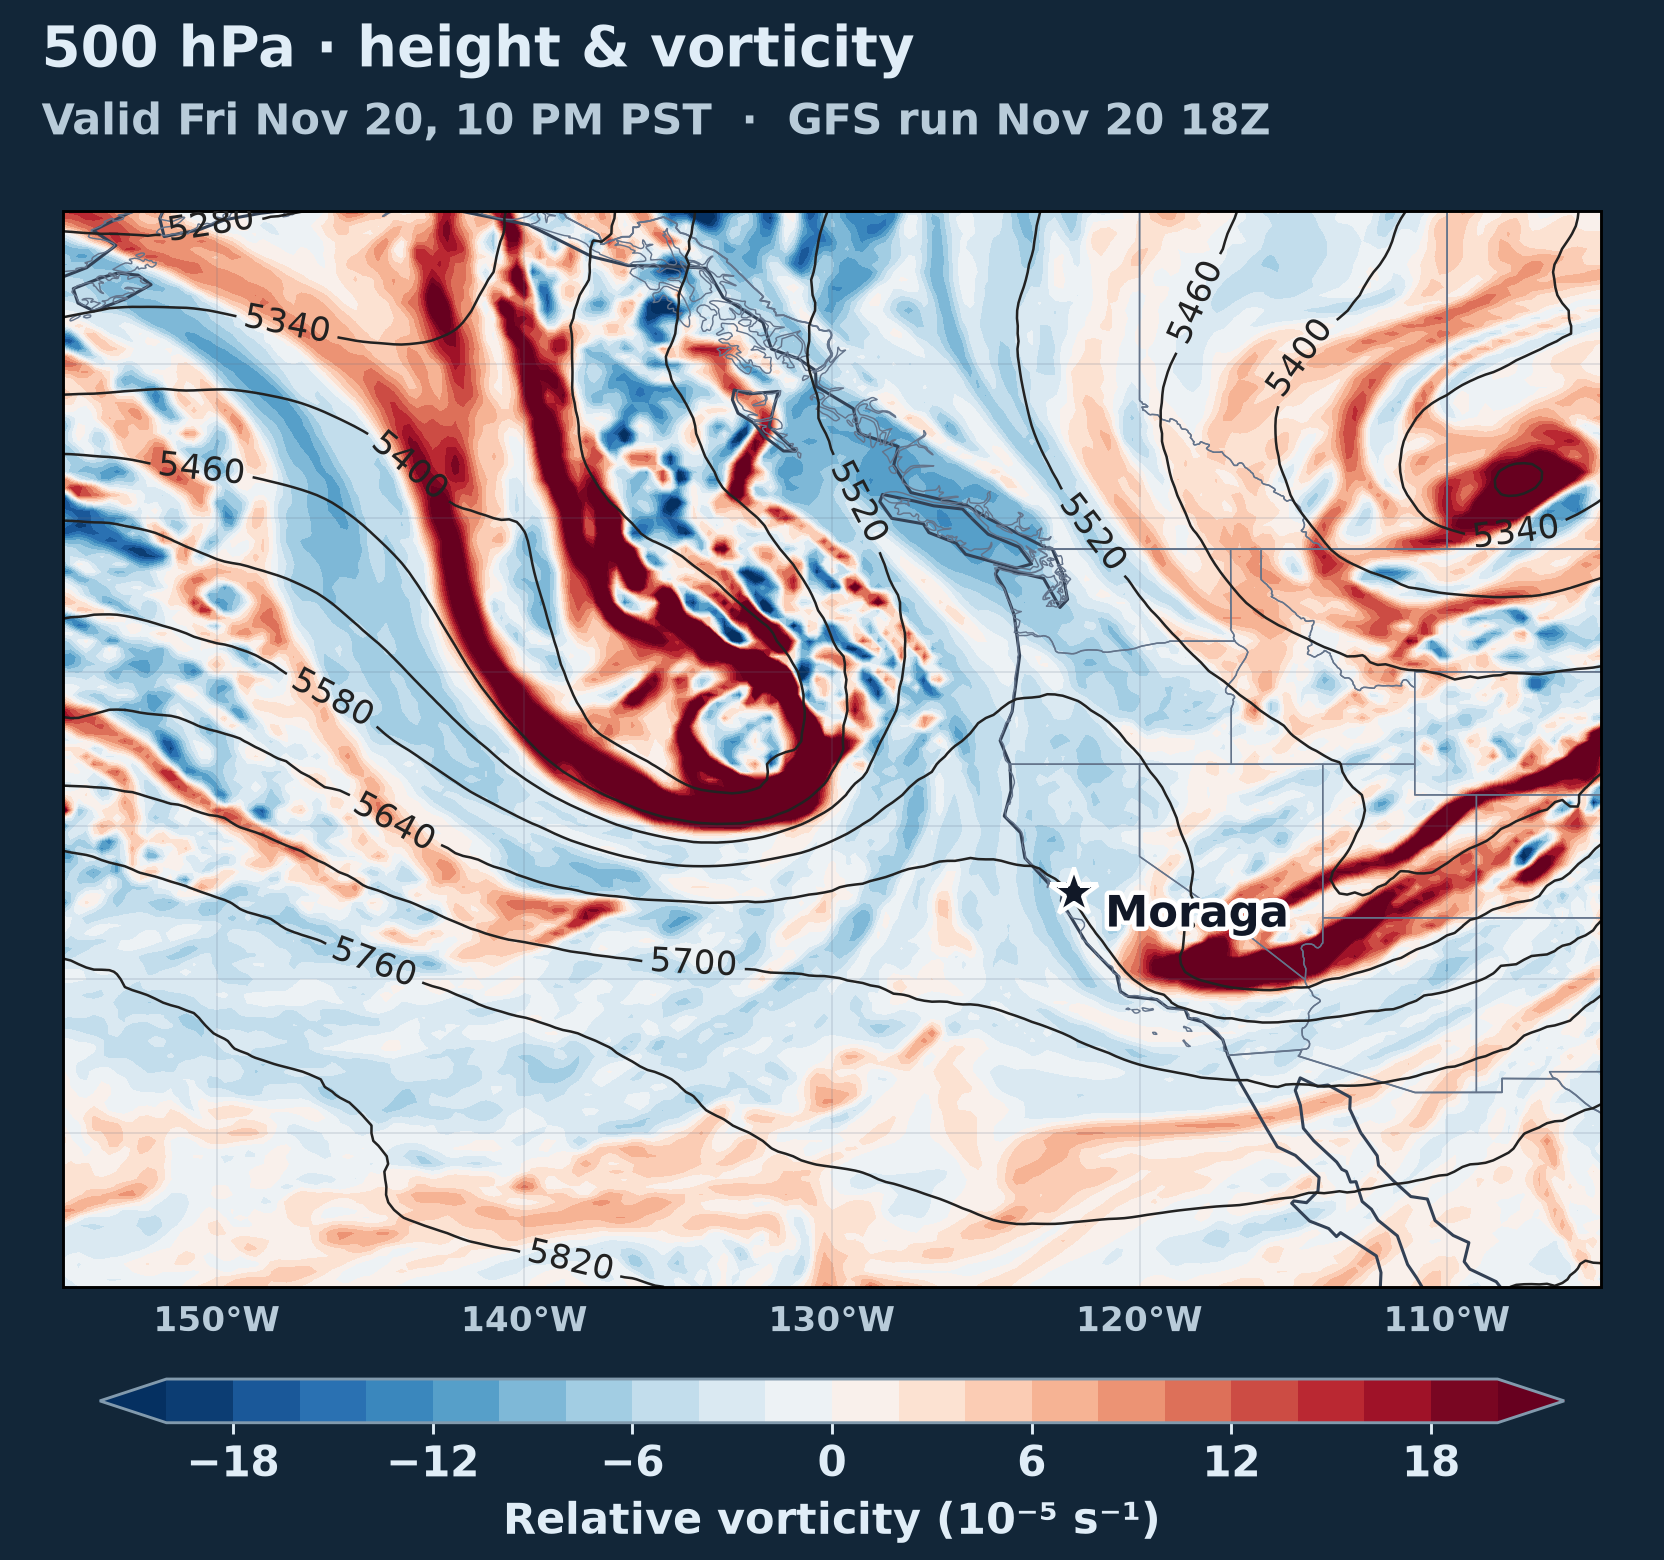 500 hPa · height & vorticity
Valid Fri Nov 20, 10 PM PST · GFS run Nov 20 18Z
5280
5340
5460
5400
5400
5460
5520
5520
5340
5580
5640
Moraga
5760
5700
5820
150°W 140°W 130°W 120°W 110°W
−18 −12 −6 0 6 12 18
Relative vorticity (10⁻⁵ s⁻¹)